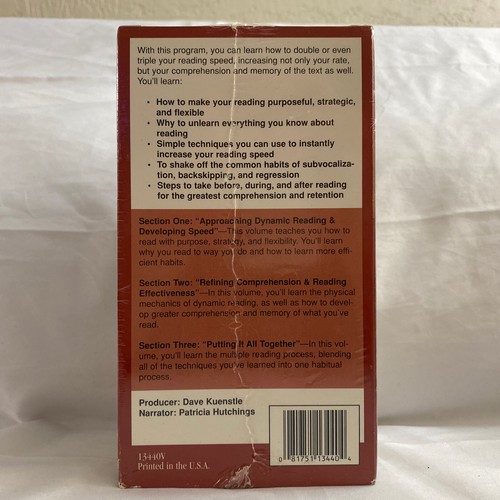 With this program, you can learn how to double or even
triple your reading speed, increasing not only your rate,
but your comprehension and memory of the text as well.
You'll learn:
• How to make your reading purposeful, strategic,
and flexible
• Why to unlearn everything you know about
reading
• Simple techniques you can use to instantly
increase your reading speed
• To shake off the common habits of subvocaliza-
tion, backskipping, and regression
• Steps to take before, during, and after reading
for the greatest comprehension and retention
Section One: "Approaching Dynamic Reading &
Developing Speed"—This volume teaches you how to
read with purpose, strategy, and flexibility. You'll learn
why you read to way you do and how to learn more effi-
cient habits.
Section Two: "Refining Comprehension & Reading
Effectiveness"—In this volume, you'll learn the physical
mechanics of dynamic reading, as well as how to devel-
op greater comprehension and memory of what you've
read.
Section Three: "Putting It All Together"—In this vol-
ume, you'll learn the multiple reading process, blending
all of the techniques you've learned into one habitual
process.
Producer: Dave Kuenstle
Narrator: Patricia Hutchings
13440V
Printed in the U.S.A.
0 81751 13440 4